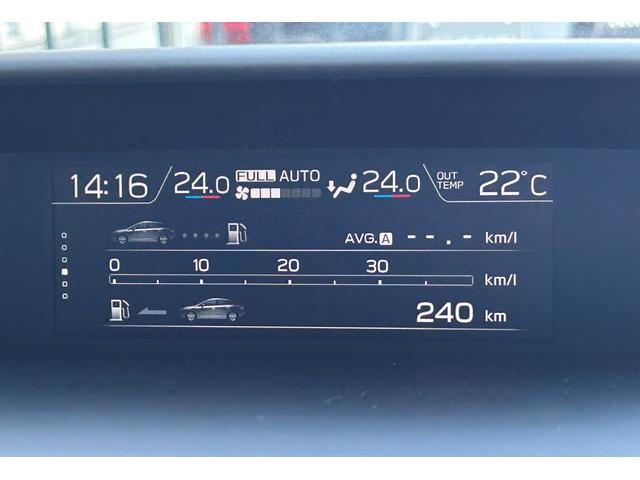 14:16 24.0 FULL AUTO 24.0 OUT TEMP 22°C
AVG. A --.- km/l
0 10 20 30
km/l
240 km